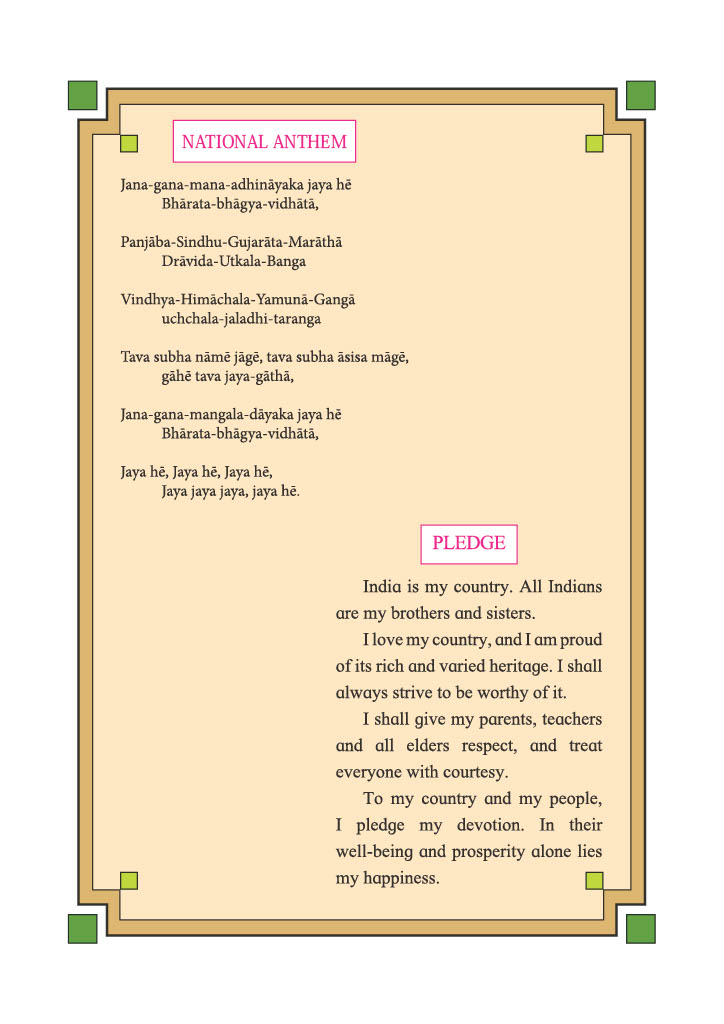 NATIONAL ANTHEM
Jana-gana-mana-adhināyaka jaya hē
Bhārata-bhāgya-vidhātā,
Panjāba-Sindhu-Gujarāta-Marāthā
Drāvida-Utkala-Banga
Vindhya-Himāchala-Yamunā-Gangā
uchchala-jaladhi-taranga
Tava subha nāmē jāgē, tava subha āsisa māgē,
gāhē tava jaya-gāthā,
Jana-gana-mangala-dāyaka jaya hē
Bhārata-bhāgya-vidhātā,
Jaya hē, Jaya hē, Jaya hē,
Jaya jaya jaya, jaya hē.
PLEDGE
India is my country. All Indians
are my brothers and sisters.
I love my country, and I am proud
of its rich and varied heritage. I shall
always strive to be worthy of it.
I shall give my parents, teachers
and all elders respect, and treat
everyone with courtesy.
To my country and my people,
I pledge my devotion. In their
well-being and prosperity alone lies
my happiness.